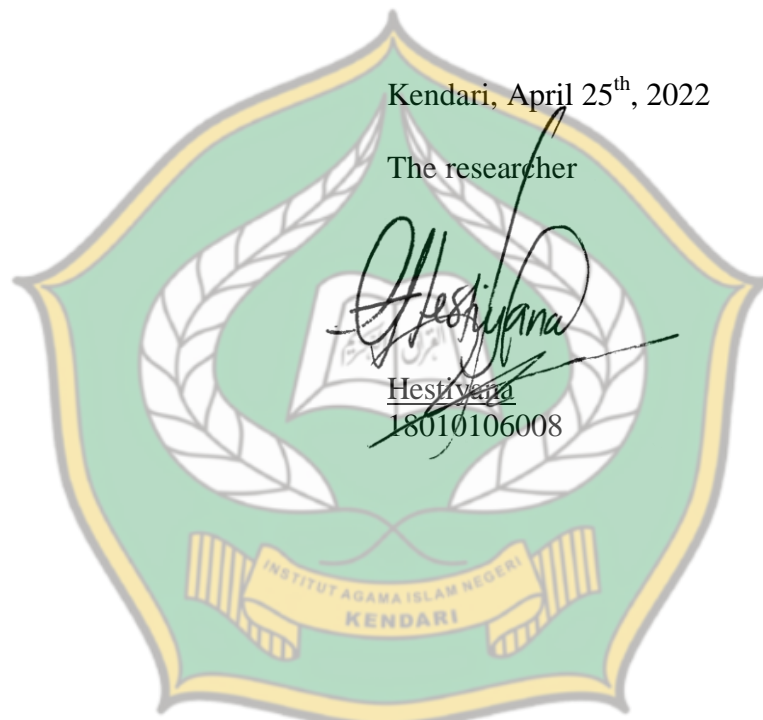 Kendari, April 25th, 2022
The researcher
Hestiyana
Hestiyana
18010106008
INSTITUT AGAMA ISLAM NEGERI
KENDARI